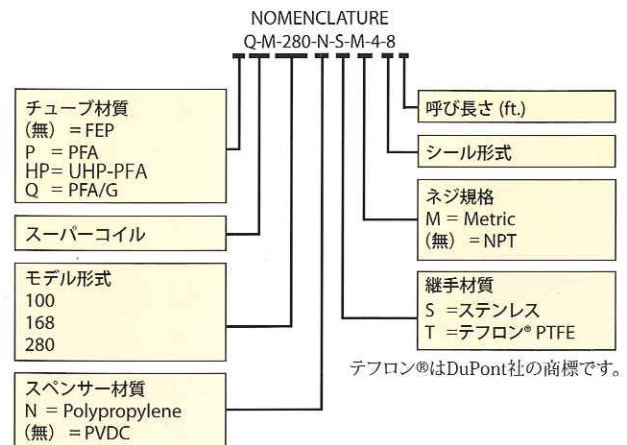 NOMENCLATURE
Q-M-280-N-S-M-4-8
チューブ材質
(無) = FEP
P = PFA
HP= UHP-PFA
Q = PFA/G
スーパーコイル
モデル形式
100
168
280
スペンサー材質
N = Polypropylene
(無) = PVDC
呼び長さ (ft.)
シール形式
ネジ規格
M = Metric
(無) = NPT
継手材質
S =ステンレス
T =テフロン® PTFE
テフロン®はDuPont社の商標です。